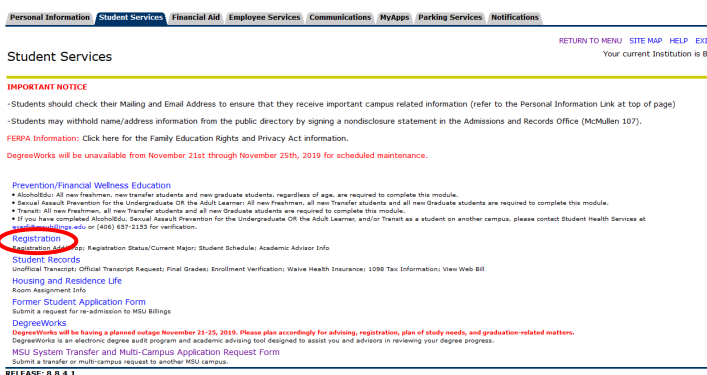 Personal Information Student Services Financial Aid Employee Services Communications MyApps Parking Services Notifications
RETURN TO MENU SITE MAP HELP EXI
Student Services
Your current Institution is B
IMPORTANT NOTICE
-Students should check their Mailing and Email Address to ensure that they receive important campus related information (refer to the Personal Information Link at top of page)
-Students may withhold name/address information from the public directory by signing a nondisclosure statement in the Admissions and Records Office (McMullen 107).
FERPA Information: Click here for the Family Education Rights and Privacy Act information.
DegreeWorks will be unavailable from November 21st through November 25th, 2019 for scheduled maintenance.
Prevention/Financial Wellness Education
• AlcoholEdu: All new freshmen, new transfer students and new graduate students, regardless of age, are required to complete this module.
• Sexual Assault Prevention for the Undergraduate OR the Adult Learner: All new Freshmen, all new Transfer students and all new Graduate students are required to complete this module.
• Transit: All new Freshmen, all new Transfer students and all new Graduate students are required to complete this module.
• If you have completed AlcoholEdu, Sexual Assault Prevention for the Undergraduate OR the Adult Learner, and/or Transit as a student on another campus, please contact Student Health Services at
or (406) 657-2153 for verification.
Registration
Registration Add/Drop; Registration Status/Current Major; Student Schedule; Academic Advisor Info
Student Records
Unofficial Transcript; Official Transcript Request; Final Grades; Enrollment Verification; Waive Health Insurance; 1098 Tax Information; View Web Bill
Housing and Residence Life
Room Assignment Info
Former Student Application Form
Submit a request for re-admission to MSU Billings
DegreeWorks
DegreeWorks will be having a planned outage November 21-25, 2019. Please plan accordingly for advising, registration, plan of study needs, and graduation-related matters.
DegreeWorks is an electronic degree audit program and academic advising tool designed to assist you and advisors in reviewing your degree progress.
MSU System Transfer and Multi-Campus Application Request Form
Submit a transfer or multi-campus request to another MSU campus.
RELEASE: 8.8.4.1